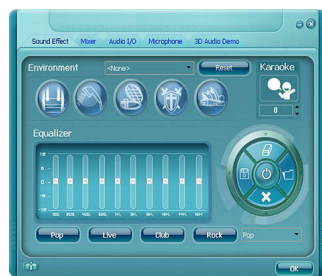 Sound Effect Mixer Audio I/O Microphone 3D Audio Demo
Environment <None> Reset Karaoke
0
Equalizer
Pop Live Club Rock Pop
OK